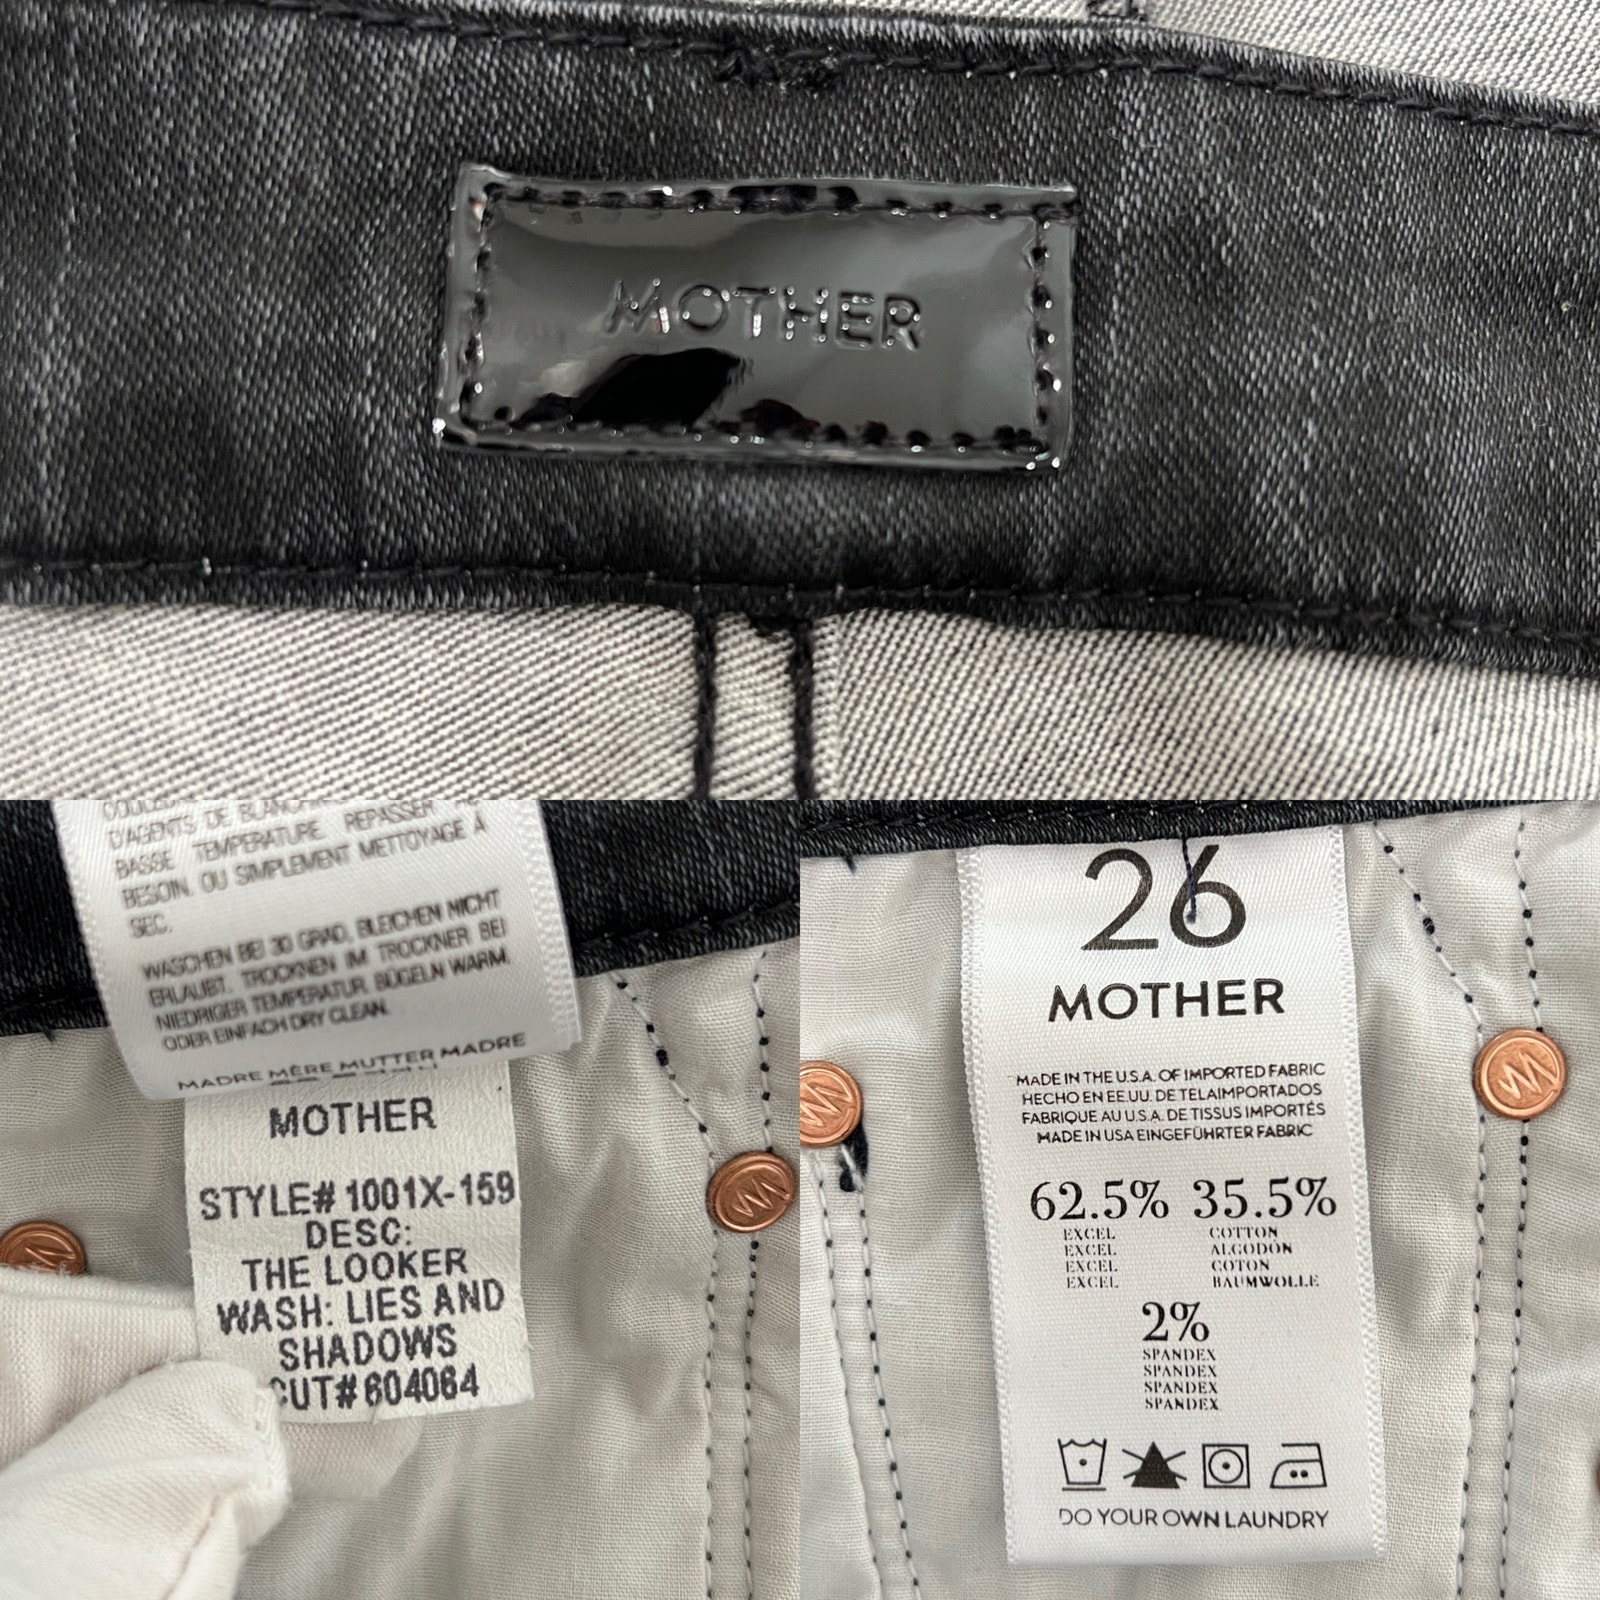 MOTHER
D'AGENTS DE
BASSE TEMPERATURE. REPASSER
BESOIN. OU SIMPLEMENT METTOYAGE À
SEC.
WASCHEN BEI 30 GRAD, BLEICHEN NICHT
ERLAUBT. TROCKNEN IM TROCKNER BEI
NIEDRIGER TEMPERATUR, BÜGELN WARM,
ODER EINFACH DRY CLEAN.
MADRE MÈRE MUTTER MADRE
MOTHER
STYLE# 1001X-159
DESC:
THE LOOKER
WASH: LIES AND
SHADOWS
CUT# 604064
26
MOTHER
MADE IN THE U.S.A. OF IMPORTED FABRIC
HECHO EN EE.UU. DE TELAIMPORTADOS
FABRIQUE AU U.S.A. DE TISSUS IMPORTÉS
MADE IN USA EINGEFÜHRTER FABRIC
62.5% 35.5%
EXCEL COTTON
EXCEL ALGODÓN
EXCEL COTON
EXCEL BAUMWOLLE
2%
SPANDEX
SPANDEX
SPANDEX
SPANDEX
DO YOUR OWN LAUNDRY